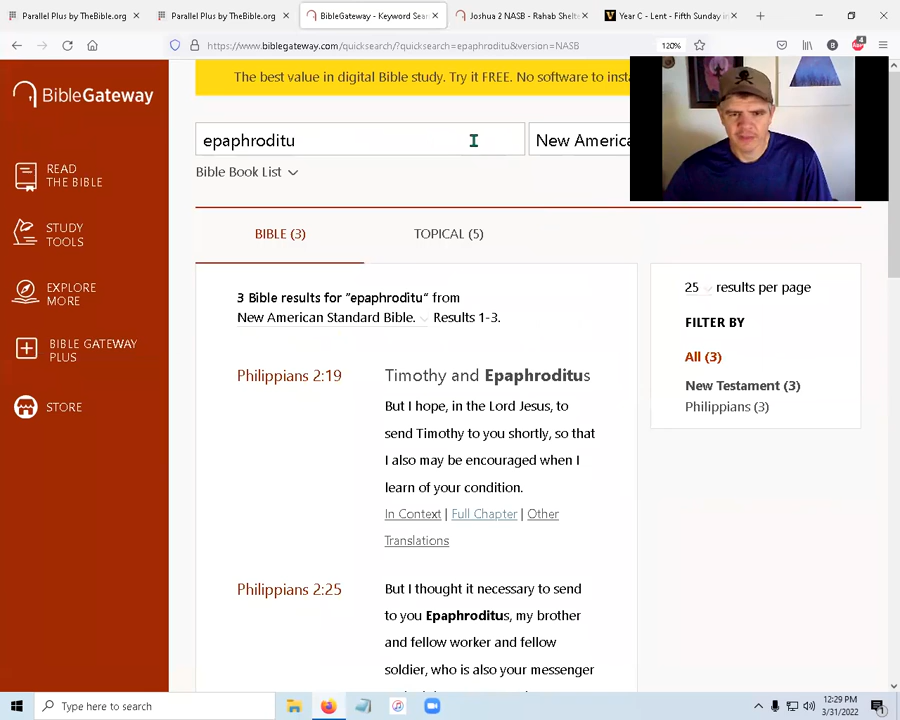 Parallel Plus by TheBible.org
Parallel Plus by TheBible.org
BibleGateway - Keyword Sear
Joshua 2 NASB - Rahab Shelte
Year C - Lent - Fifth Sunday in
https://www.biblegateway.com/quicksearch/?quicksearch=epaphroditu&version=NASB
120%
B
4
The best value in digital Bible study. Try it FREE. No software to insta
BibleGateway
epaphroditu
New America
Bible Book List
READ
THE BIBLE
STUDY
TOOLS
EXPLORE
MORE
BIBLE GATEWAY
PLUS
STORE
BIBLE (3)
TOPICAL (5)
3 Bible results for "epaphroditu" from
New American Standard Bible. Results 1-3.
Philippians 2:19
Timothy and Epaphroditus
But I hope, in the Lord Jesus, to
send Timothy to you shortly, so that
I also may be encouraged when I
learn of your condition.
In Context | Full Chapter | Other
Translations
Philippians 2:25
But I thought it necessary to send
to you Epaphroditus, my brother
and fellow worker and fellow
soldier, who is also your messenger
25 results per page
FILTER BY
All (3)
New Testament (3)
Philippians (3)
Type here to search
12:29 PM
3/31/2022
1